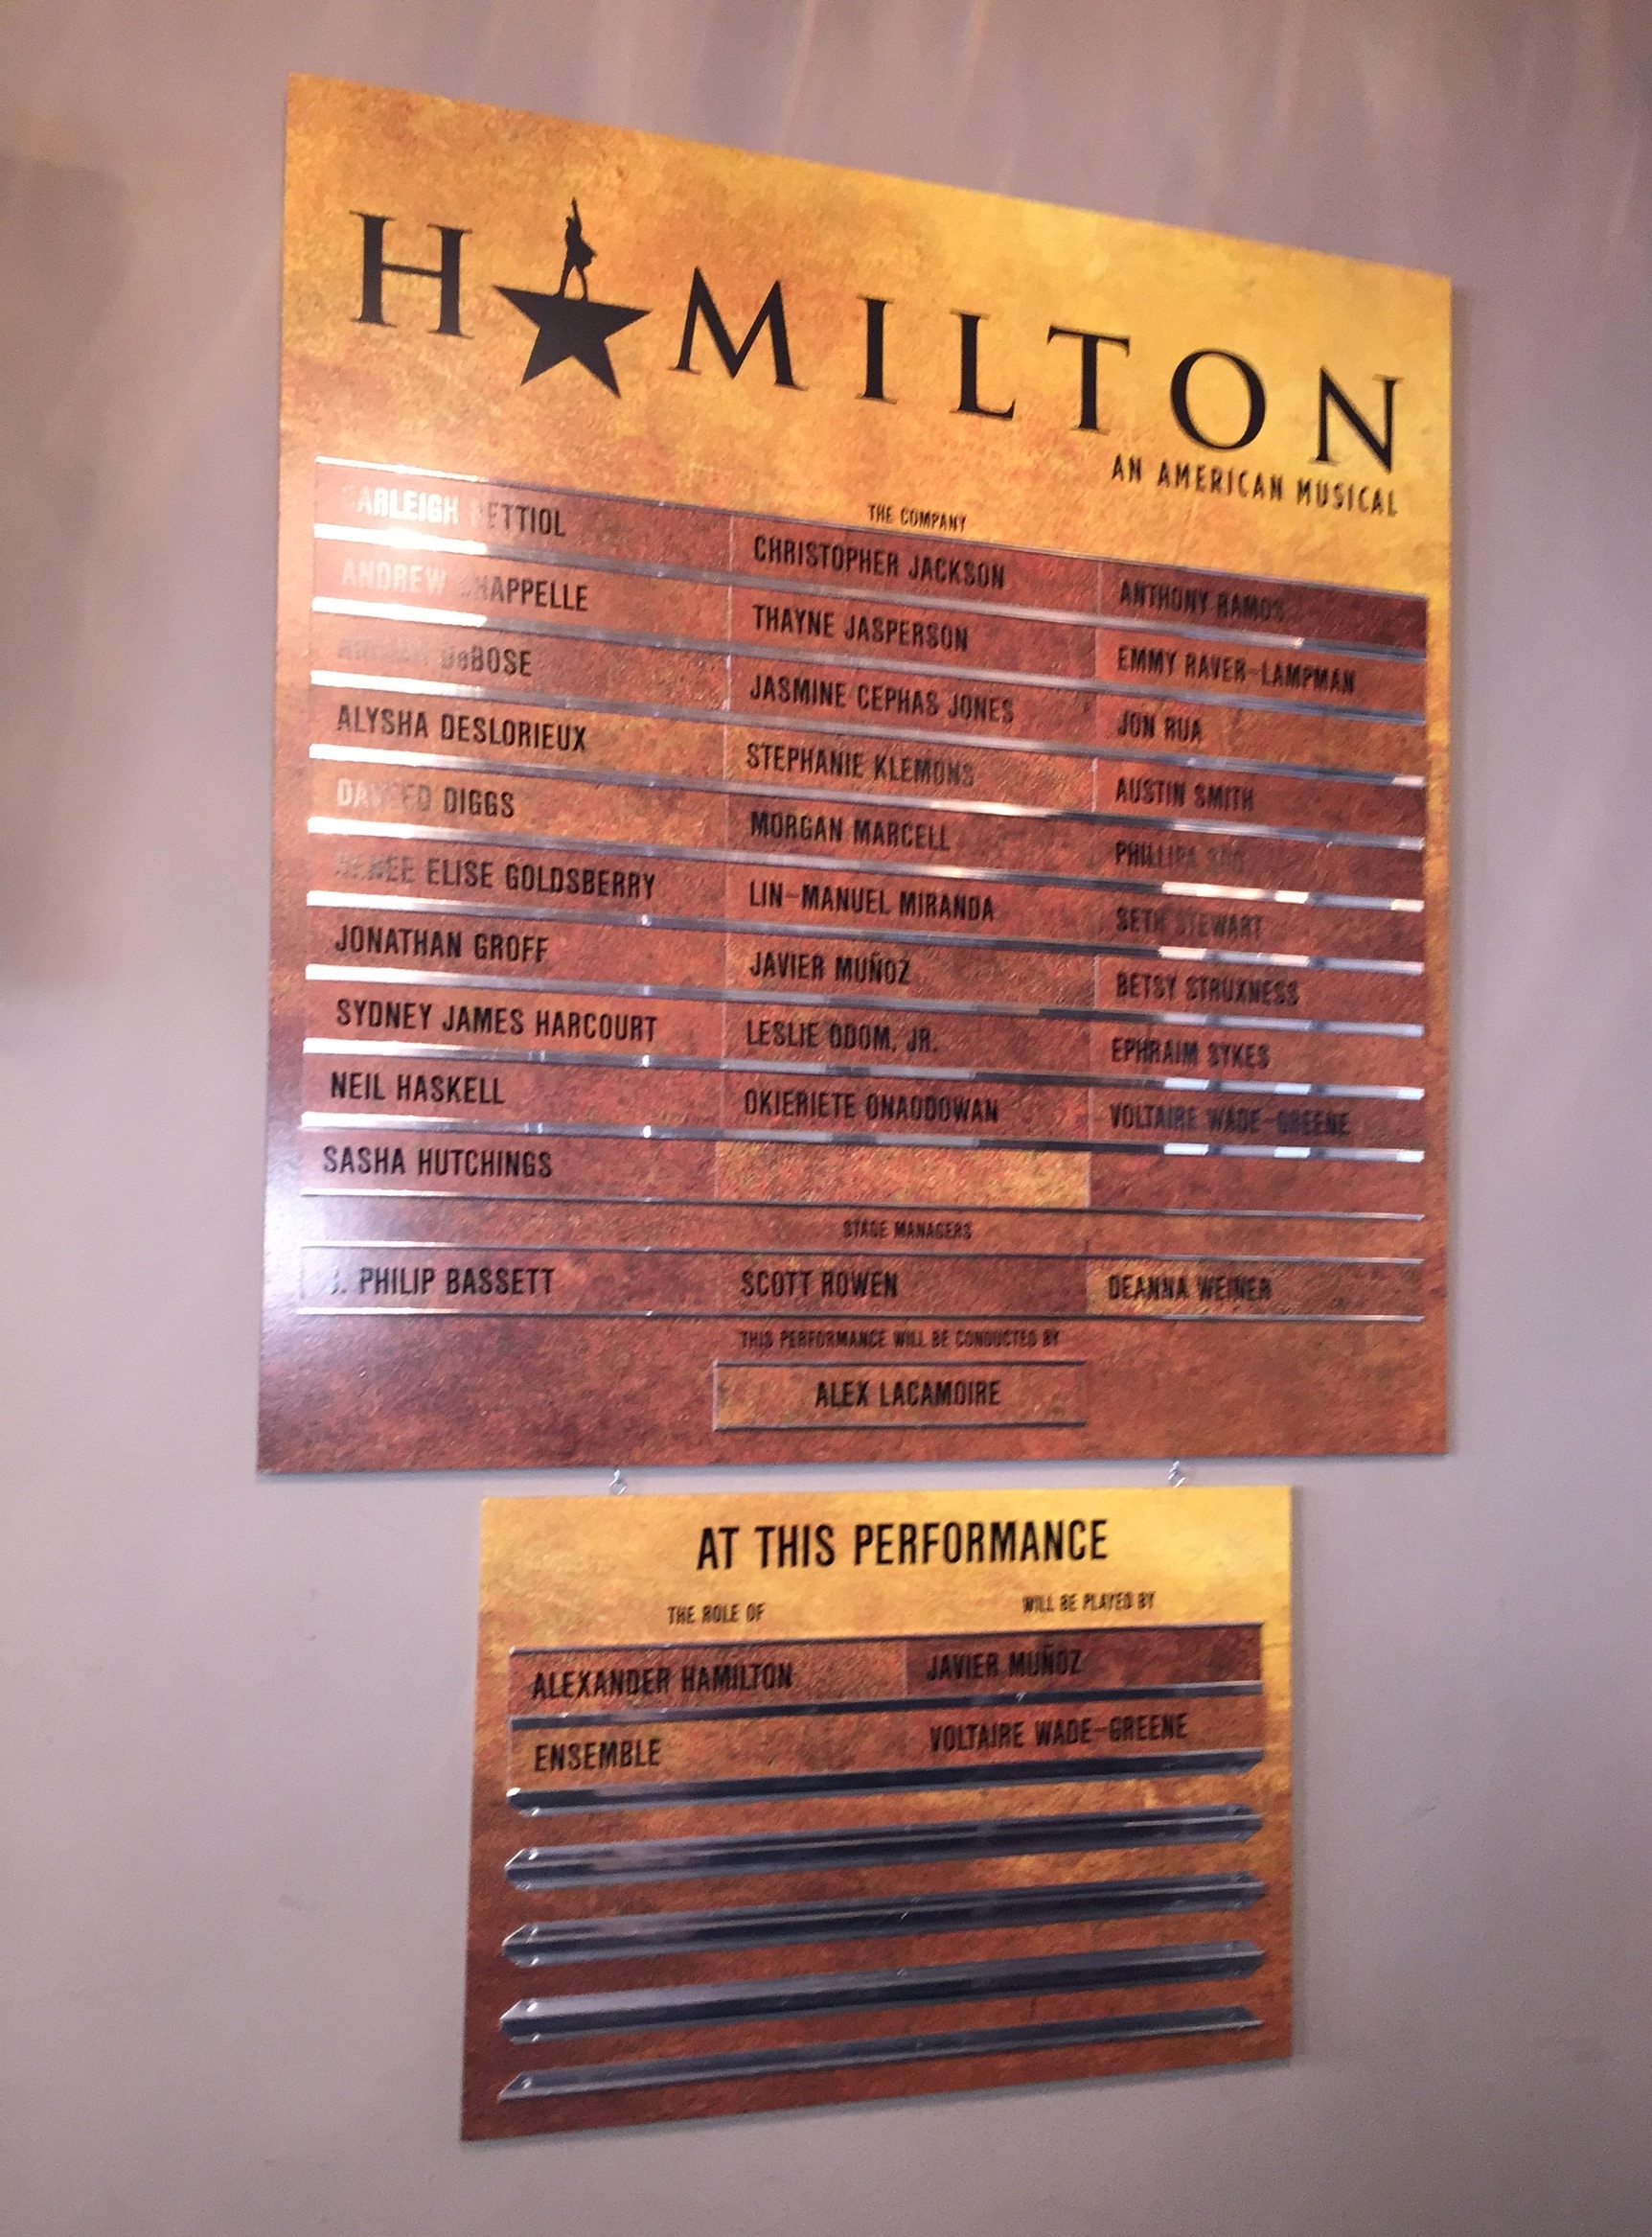 HAMILTON
AN AMERICAN MUSICAL
THE COMPANY
CARLEIGH BETTIOL
ANDREW CHAPPELLE
DeBOSE
ALYSHA DESLORIEUX
DAVEED DIGGS
RENEE ELISE GOLDSBERRY
JONATHAN GROFF
SYDNEY JAMES HARCOURT
NEIL HASKELL
SASHA HUTCHINGS
CHRISTOPHER JACKSON
THAYNE JASPERSON
JASMINE CEPHAS JONES
STEPHANIE KLEMONS
MORGAN MARCELL
LIN-MANUEL MIRANDA
JAVIER MUÑOZ
LESLIE ODOM, JR.
OKIERIETE ONAODOWAN
ANTHONY RAMOS
EMMY RAVER-LAMPMAN
JON RUA
AUSTIN SMITH
PHILLIPA SOO
SETH STEWART
BETSY STRUXNESS
EPHRAIM SYKES
VOLTAIRE WADE-GREENE
STAGE MANAGERS
J. PHILIP BASSETT
SCOTT ROWEN
DEANNA WEINER
THIS PERFORMANCE WILL BE CONDUCTED BY
ALEX LACAMOIRE
AT THIS PERFORMANCE
THE ROLE OF WILL BE PLAYED BY
ALEXANDER HAMILTON JAVIER MUÑOZ
ENSEMBLE VOLTAIRE WADE-GREENE